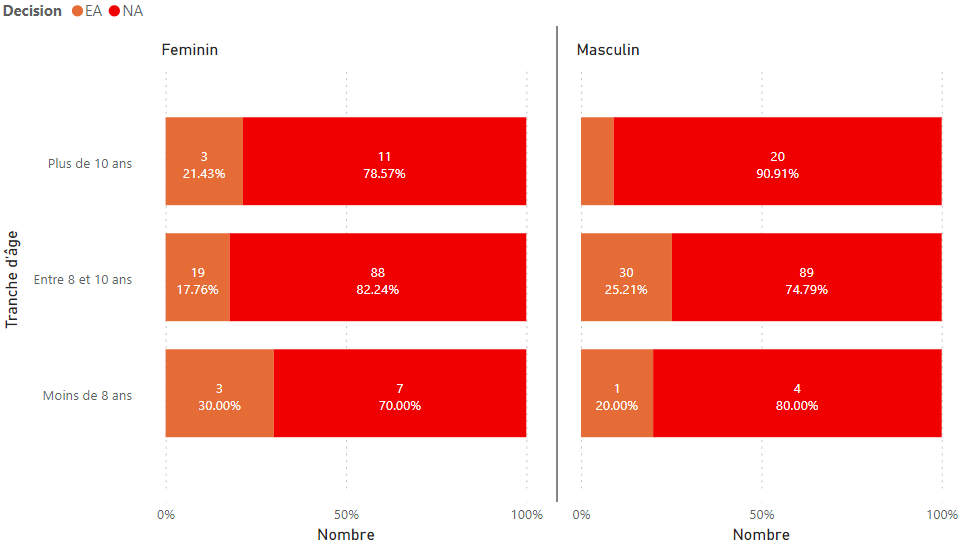 Decision EA NA
Feminin
Masculin
Tranche d'âge
Plus de 10 ans
3
21.43%
11
78.57%
20
90.91%
Entre 8 et 10 ans
19
17.76%
88
82.24%
30
25.21%
89
74.79%
Moins de 8 ans
3
30.00%
7
70.00%
1
20.00%
4
80.00%
0% 50% 100%
0% 50% 100%
Nombre
Nombre